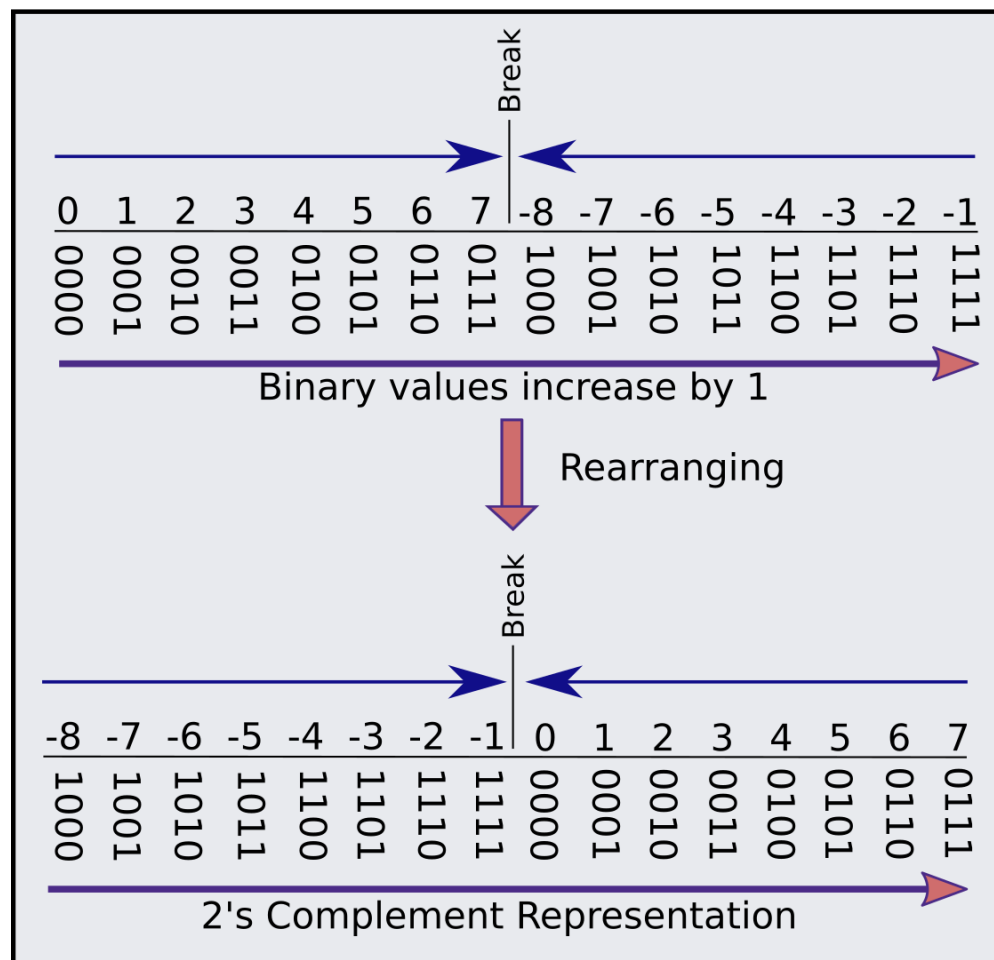 Break
0 1 2 3 4 5 6 7 -8 -7 -6 -5 -4 -3 -2 -1
0000 0001 0010 0011 0100 0101 0110 0111 1000 1001 1010 1011 1100 1101 1110 1111
Binary values increase by 1
Rearranging
Break
-8 -7 -6 -5 -4 -3 -2 -1 0 1 2 3 4 5 6 7
1000 1001 1010 1011 1100 1101 1110 1111 0000 0001 0010 0011 0100 0101 0110 0111
2's Complement Representation